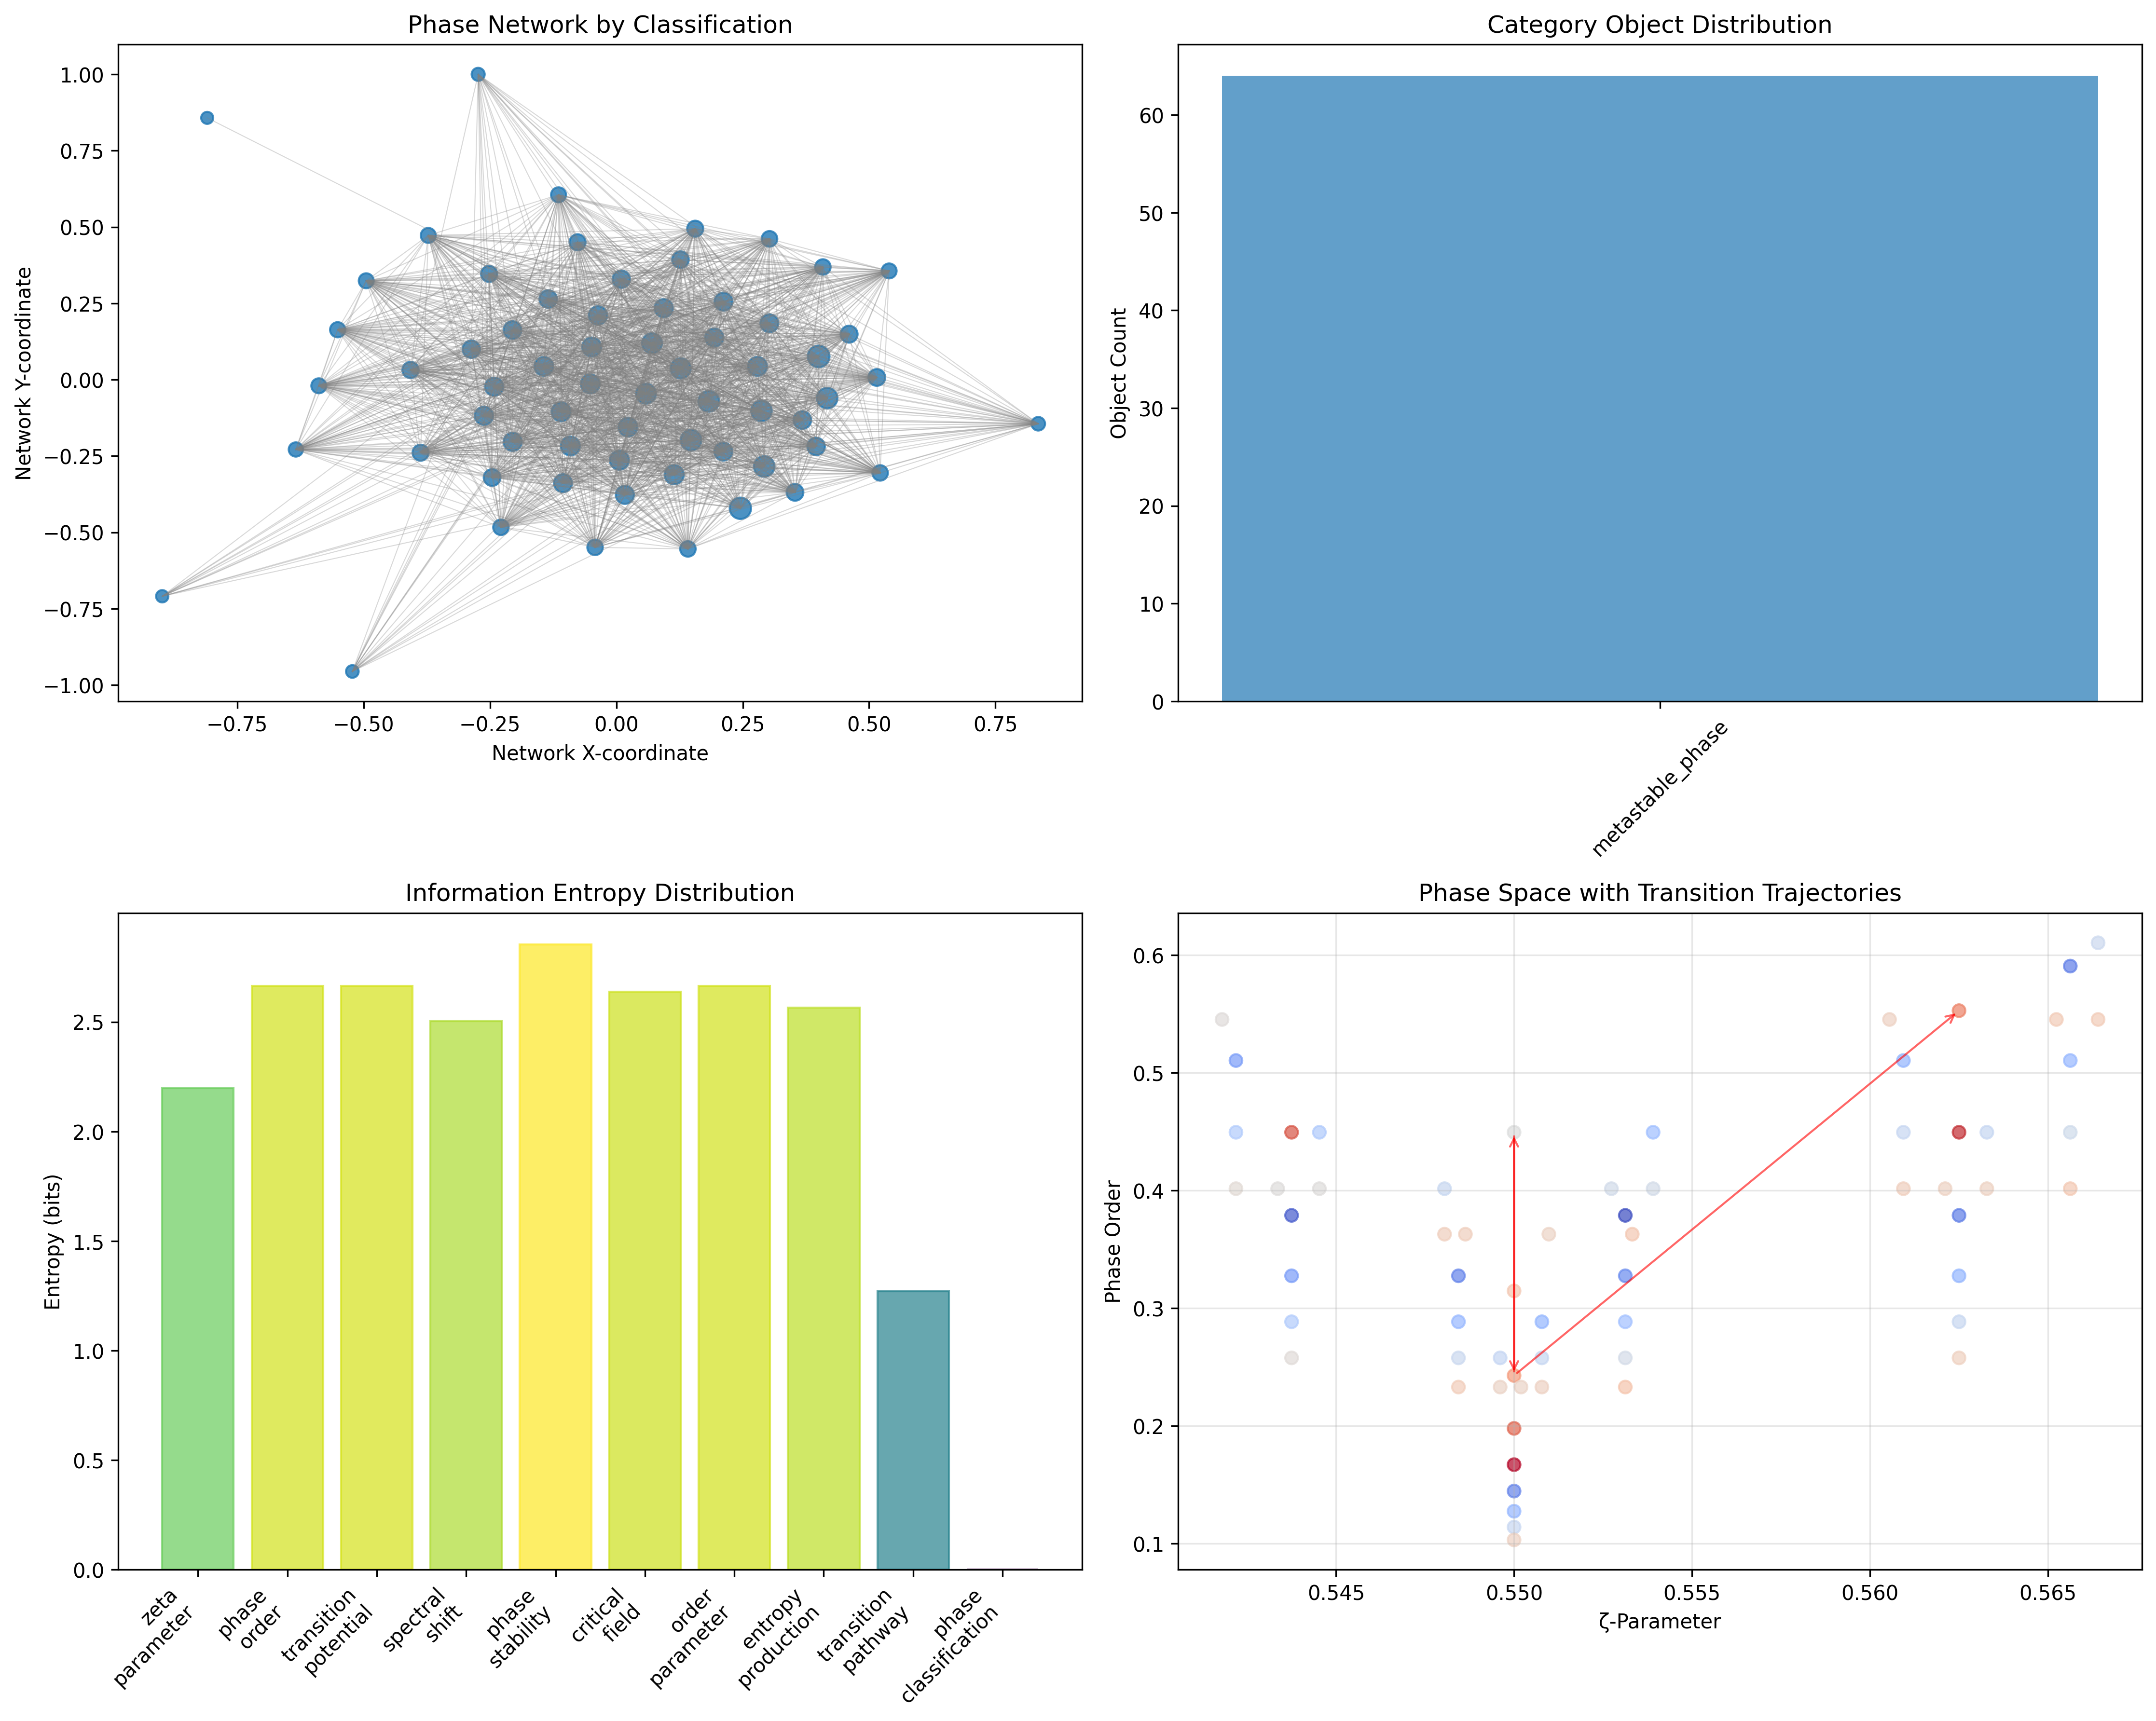 Phase Network by Classification
Network Y-coordinate
1.00
0.75
0.50
0.25
0.00
−0.25
−0.50
−0.75
−1.00
−0.75
−0.50
−0.25
0.00
0.25
0.50
0.75
Network X-coordinate
Category Object Distribution
Object Count
60
50
40
30
20
10
0
metastable_phase
Information Entropy Distribution
Entropy (bits)
2.5
2.0
1.5
1.0
0.5
0.0
zeta
parameter
phase
order
transition
potential
spectral
shift
phase
stability
critical
field
order
parameter
entropy
production
transition
pathway
phase
classification
Phase Space with Transition Trajectories
Phase Order
0.6
0.5
0.4
0.3
0.2
0.1
0.545
0.550
0.555
0.560
0.565
ζ-Parameter